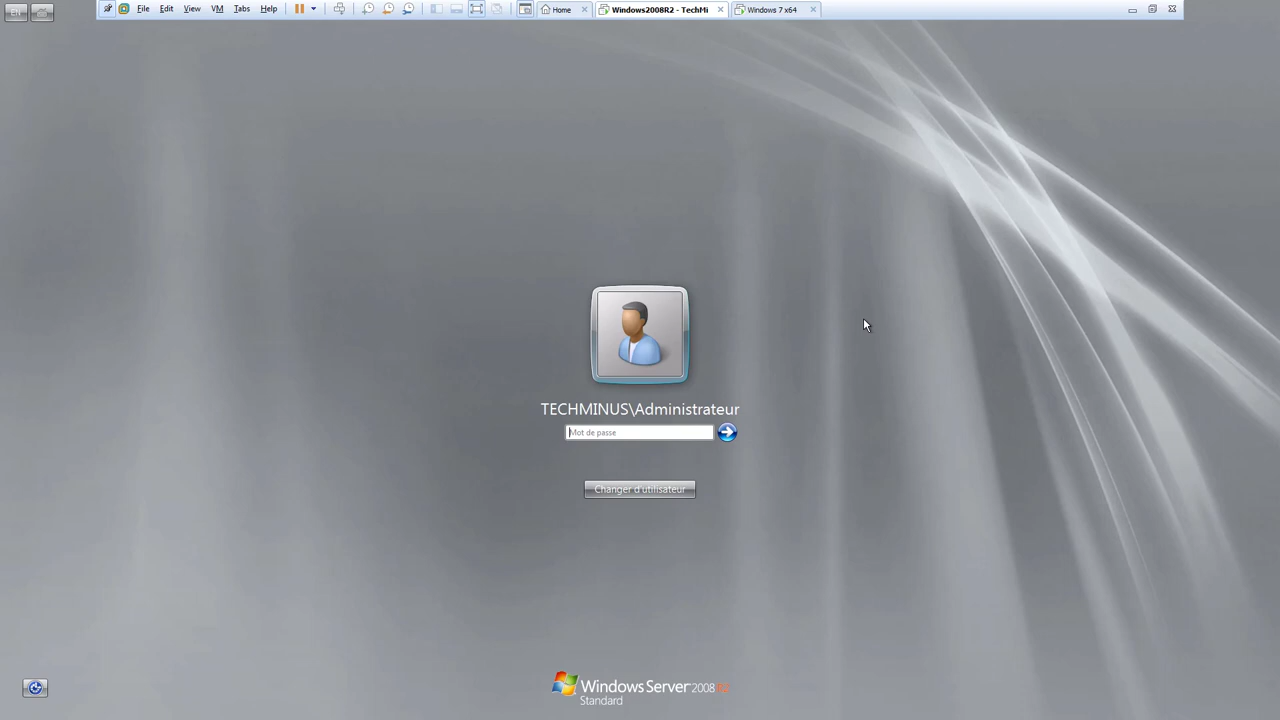 EN
File Edit View VM Tabs Help Home Windows2008R2 - TechMi Windows 7 x64
TECHMINUS\Administrateur
Mot de passe
Changer d'utilisateur
Windows Server 2008 R2
Standard